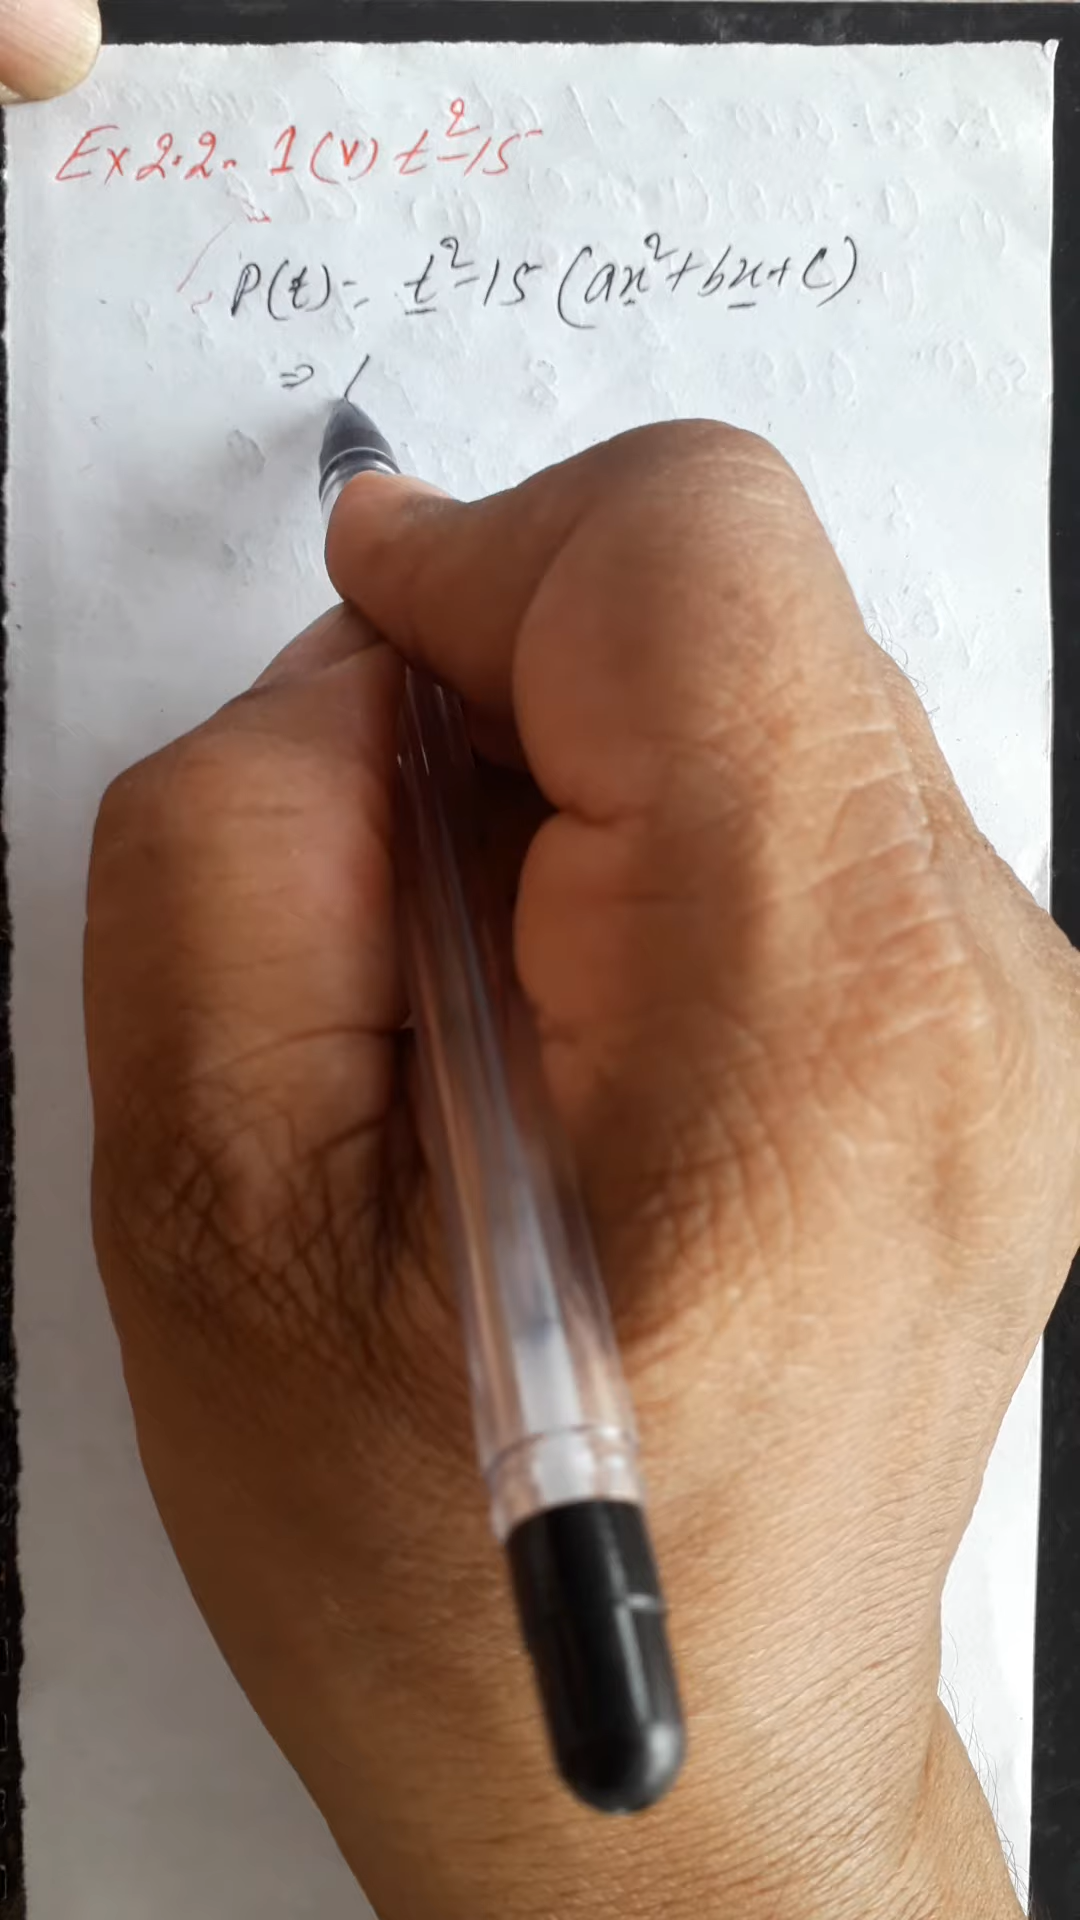 Ex 2.2. 1(v) t²-15
P(t) = t²-15 (ax²+bx+c)
⇒